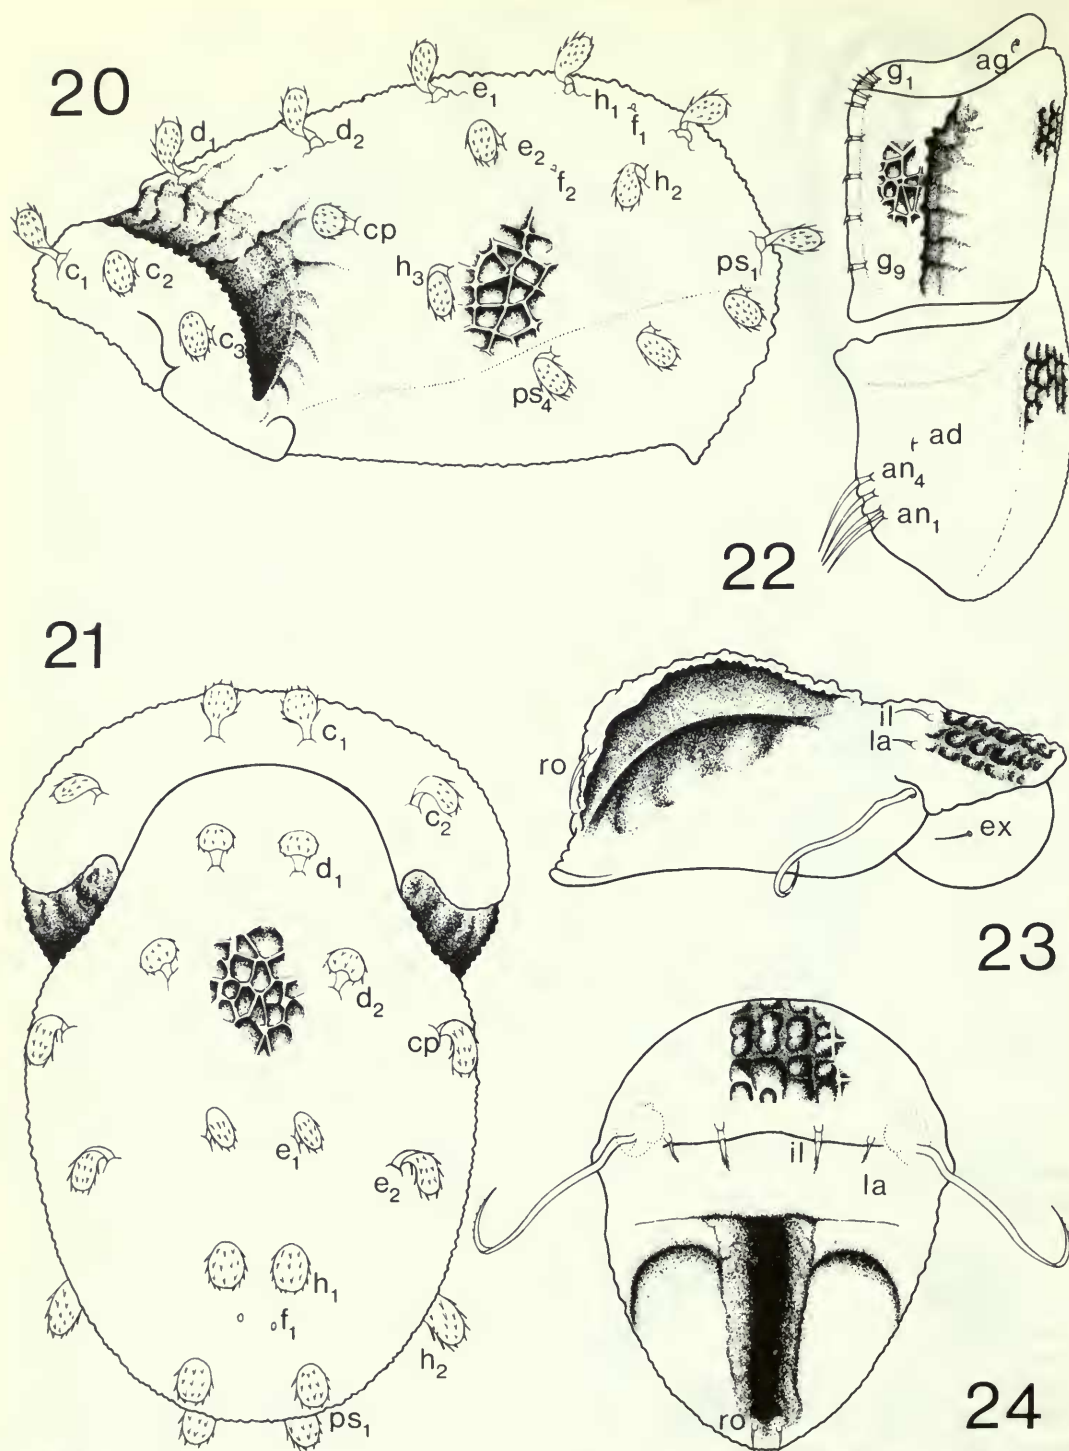 20
d₁
d₂
e₁
h₁
f₁
e₂
f₂
h₂
cp
c₁
c₂
c₃
h₃
ps₁
ps₄
g₁
ag
g₉
ad
an₄
an₁
22
21
c₁
c₂
d₁
d₂
cp
e₁
e₂
h₁
f₁
h₂
ps₁
il
la
ro
ex
23
il
la
ro
24